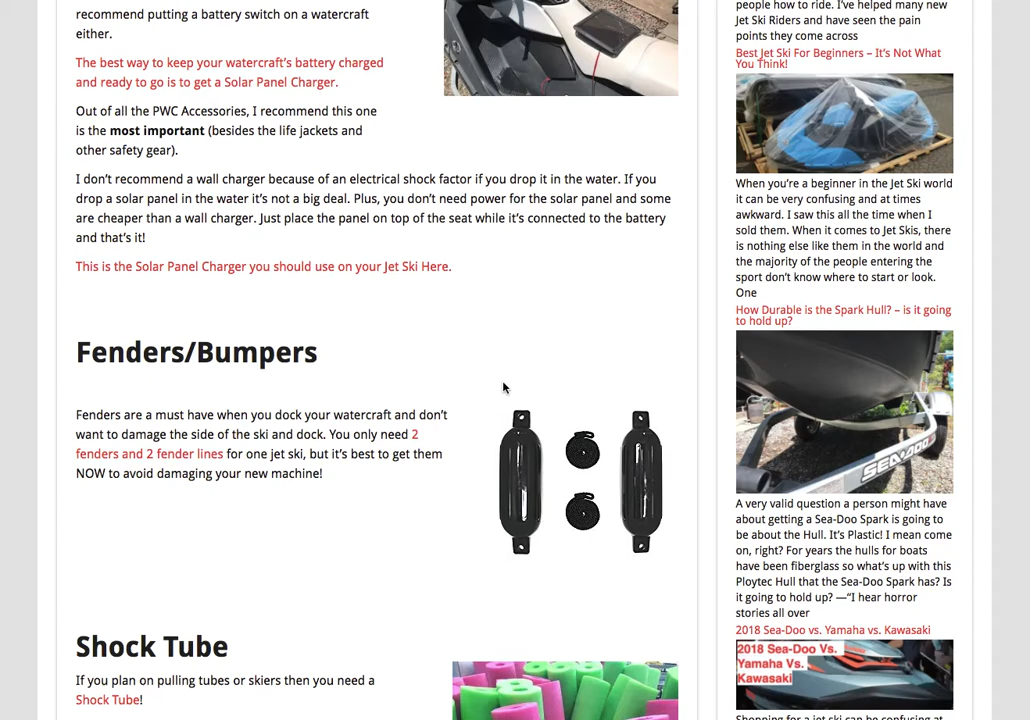 recommend putting a battery switch on a watercraft
either.
The best way to keep your watercraft's battery charged
and ready to go is to get a Solar Panel Charger.
Out of all the PWC Accessories, I recommend this one
is the most important (besides the life jackets and
other safety gear).
I don't recommend a wall charger because of an electrical shock factor if you drop it in the water. If you
drop a solar panel in the water it's not a big deal. Plus, you don't need power for the solar panel and some
are cheaper than a wall charger. Just place the panel on top of the seat while it's connected to the battery
and that's it!
This is the Solar Panel Charger you should use on your Jet Ski Here.
Fenders/Bumpers
Fenders are a must have when you dock your watercraft and don't
want to damage the side of the ski and dock. You only need 2
fenders and 2 fender lines for one jet ski, but it's best to get them
NOW to avoid damaging your new machine!
Shock Tube
If you plan on pulling tubes or skiers then you need a
Shock Tube!
people how to ride. I've helped many new
Jet Ski Riders and have seen the pain
points they come across
Best Jet Ski For Beginners – It's Not What
You Think!
When you're a beginner in the Jet Ski world
it can be very confusing and at times
awkward. I saw this all the time when I
sold them. When it comes to Jet Skis, there
is nothing else like them in the world and
the majority of the people entering the
sport don't know where to start or look.
One
How Durable is the Spark Hull? – is it going
to hold up?
SEA-DOO
A very valid question a person might have
about getting a Sea-Doo Spark is going to
be about the Hull. It's Plastic! I mean come
on, right? For years the hulls for boats
have been fiberglass so what's up with this
Ploytec Hull that the Sea-Doo Spark has? Is
it going to hold up? —"I hear horror
stories all over
2018 Sea-Doo vs. Yamaha vs. Kawasaki
2018 Sea-Doo Vs.
Yamaha Vs.
Kawasaki
Shopping for a jet ski can be confusing at